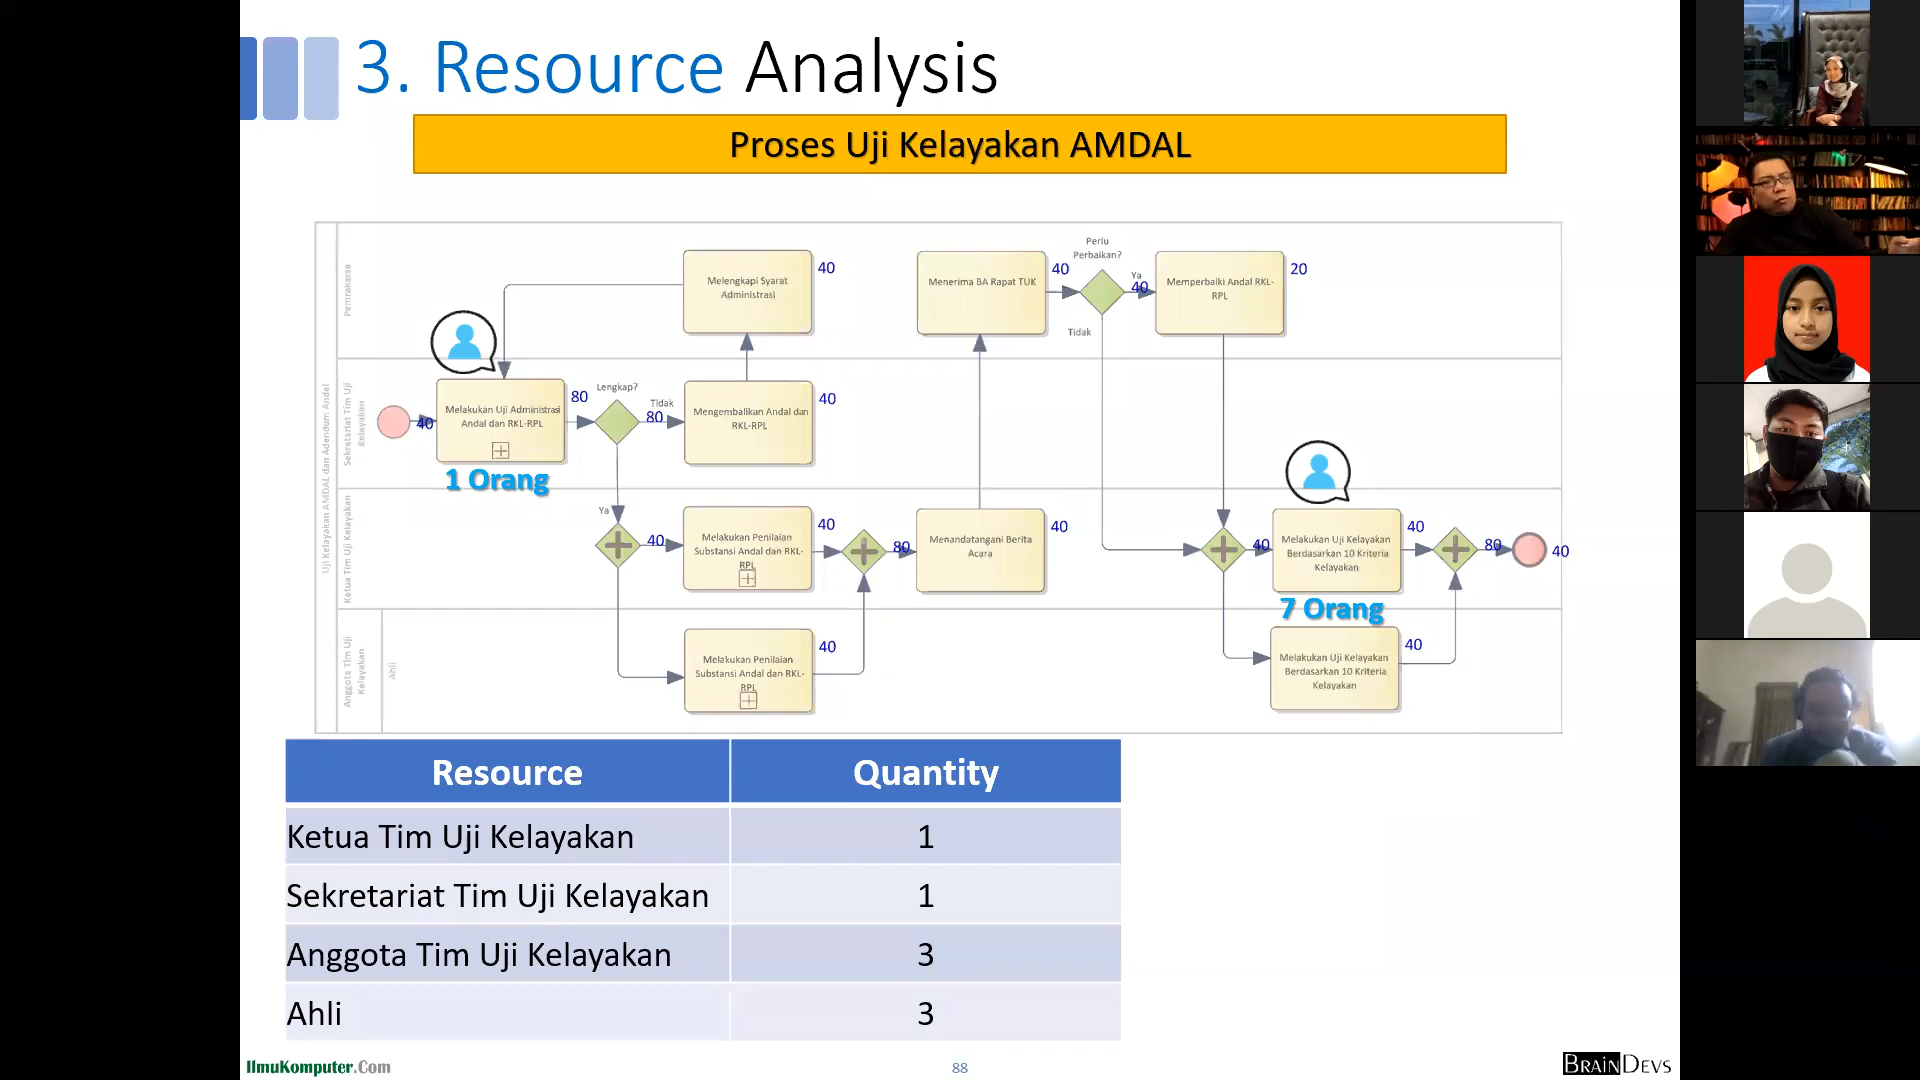 3. Resource Analysis
Proses Uji Kelayakan AMDAL
Uji Kelayakan AMDAL dan Adendum Andal
Pemrakarsa
Melengkapi Syarat
Administrasi
40
Menerima BA Rapat TUK
40
Perlu
Perbaikan?
Ya
40
Tidak
Memperbaiki Andal RKL-
RPL
20
Sekretariat Tim Uji
Kelayakan
40
Melakukan Uji Administrasi
Andal dan RKL-RPL
80
1 Orang
Lengkap?
Tidak
80
Ya
Mengembalikan Andal dan
RKL-RPL
40
Ketua Tim Uji Kelayakan
40
Melakukan Penilaian
Substansi Andal dan RKL-
RPL
40
80
Menandatangani Berita
Acara
40
40
Melakukan Uji Kelayakan
Berdasarkan 10 Kriteria
Kelayakan
40
7 Orang
80
40
Anggota Tim Uji
Kelayakan
Ahli
Melakukan Penilaian
Substansi Andal dan RKL-
RPL
40
Melakukan Uji Kelayakan
Berdasarkan 10 Kriteria
Kelayakan
40
Resource Quantity
Ketua Tim Uji Kelayakan 1
Sekretariat Tim Uji Kelayakan 1
Anggota Tim Uji Kelayakan 3
Ahli 3
IlmuKomputer.Com
88
BRAINDEVS